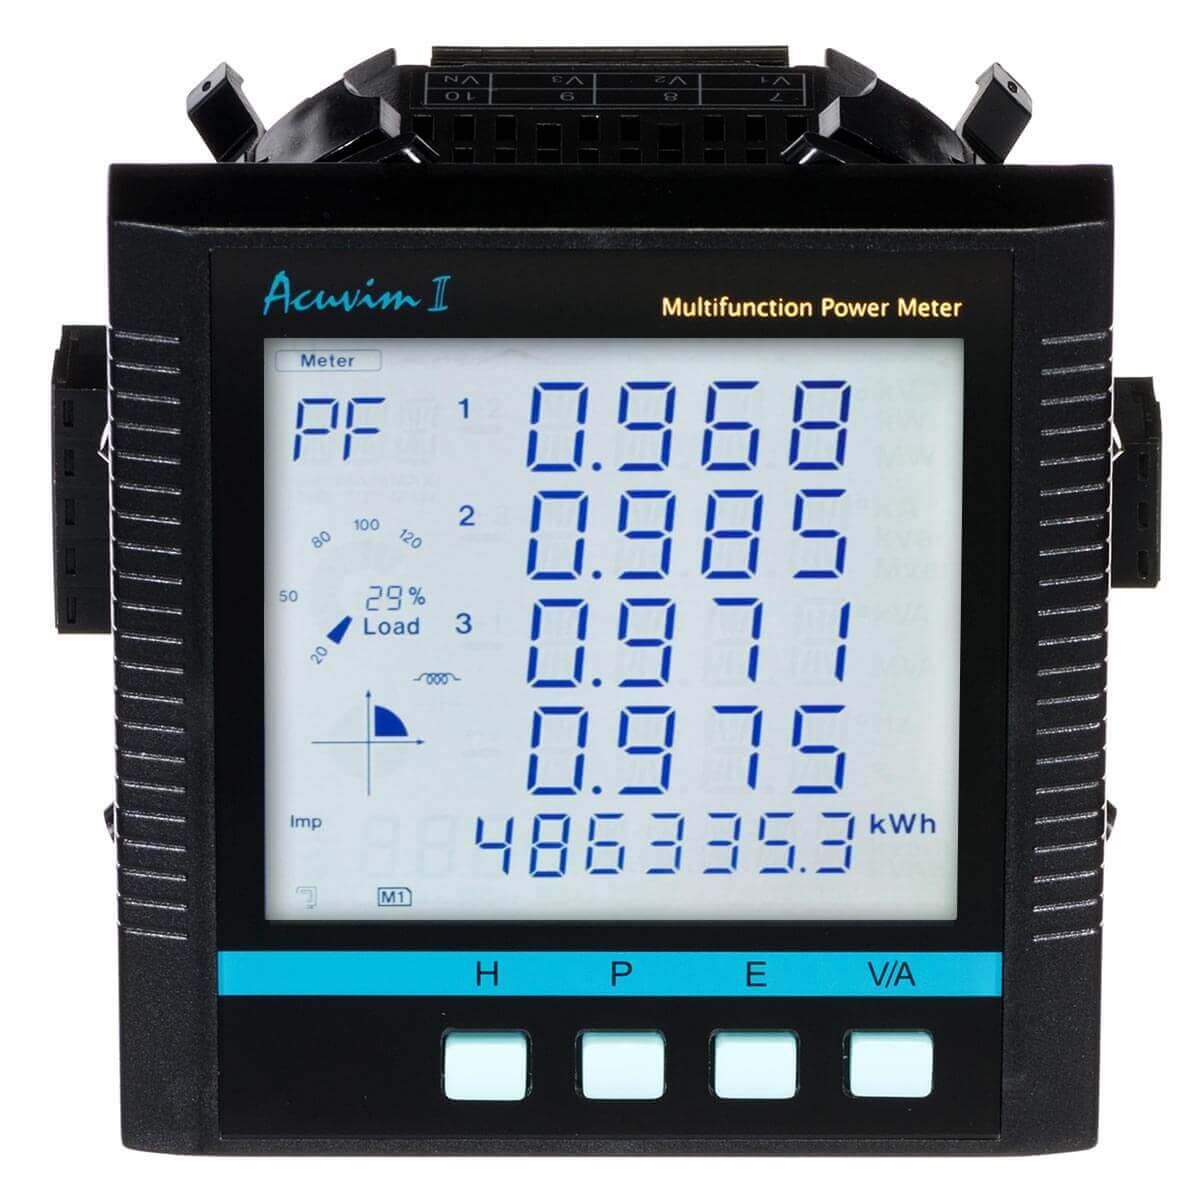 V1 V2 V3 VN
7 8 9 10
Acuvim II
Multifunction Power Meter
Meter
PF 1 0.968
2 0.985
80 100 120
50 29% Load
20
3 0.971
0.975
Imp 486335.3 kWh
M1
H P E V/A